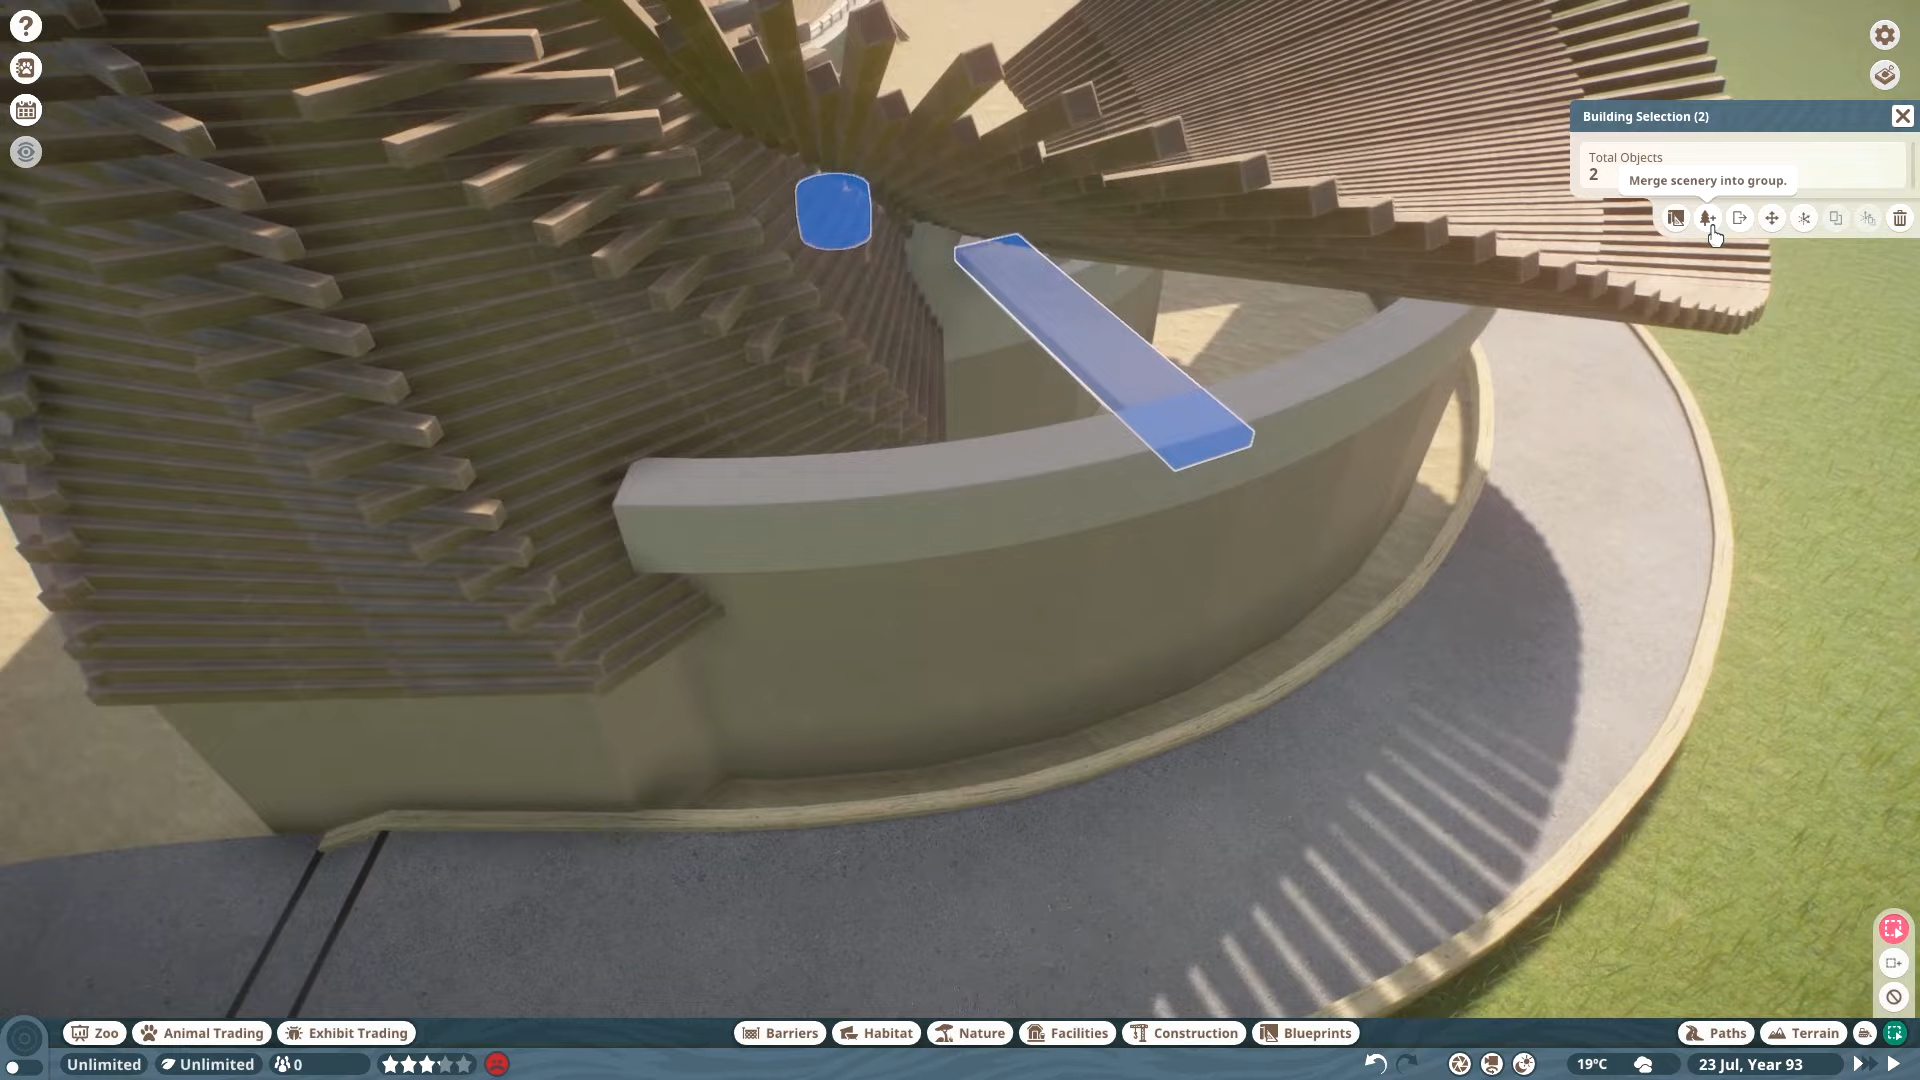 ?
Building Selection (2)
Total Objects
2
Merge scenery into group.
Zoo
Animal Trading
Exhibit Trading
Barriers
Habitat
Nature
Facilities
Construction
Blueprints
Paths
Terrain
Unlimited
Unlimited
0
19°C
23 Jul, Year 93